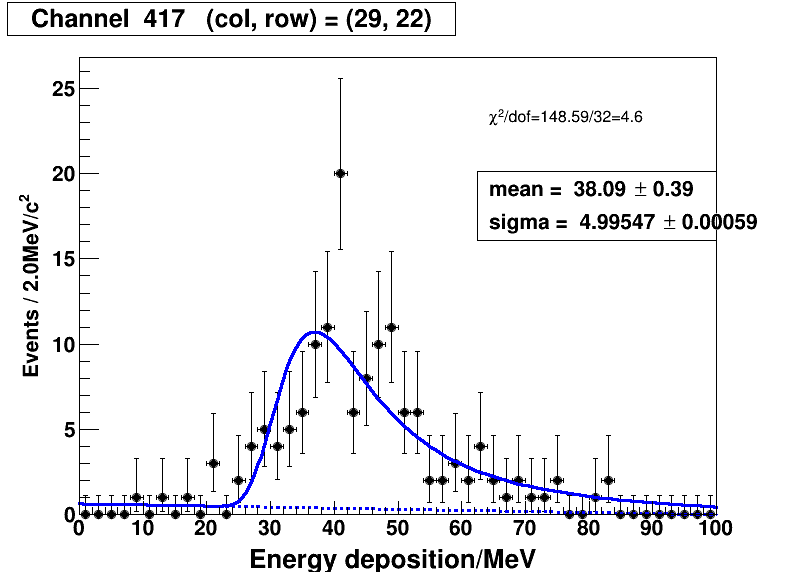 Channel  417   (col, row) = (29, 22)
χ²/dof=148.59/32=4.6
mean =  38.09 ± 0.39
sigma =  4.99547 ± 0.00059
Events / 2.0MeV/c²
25
20
15
10
5
0
0 10 20 30 40 50 60 70 80 90 100
Energy deposition/MeV